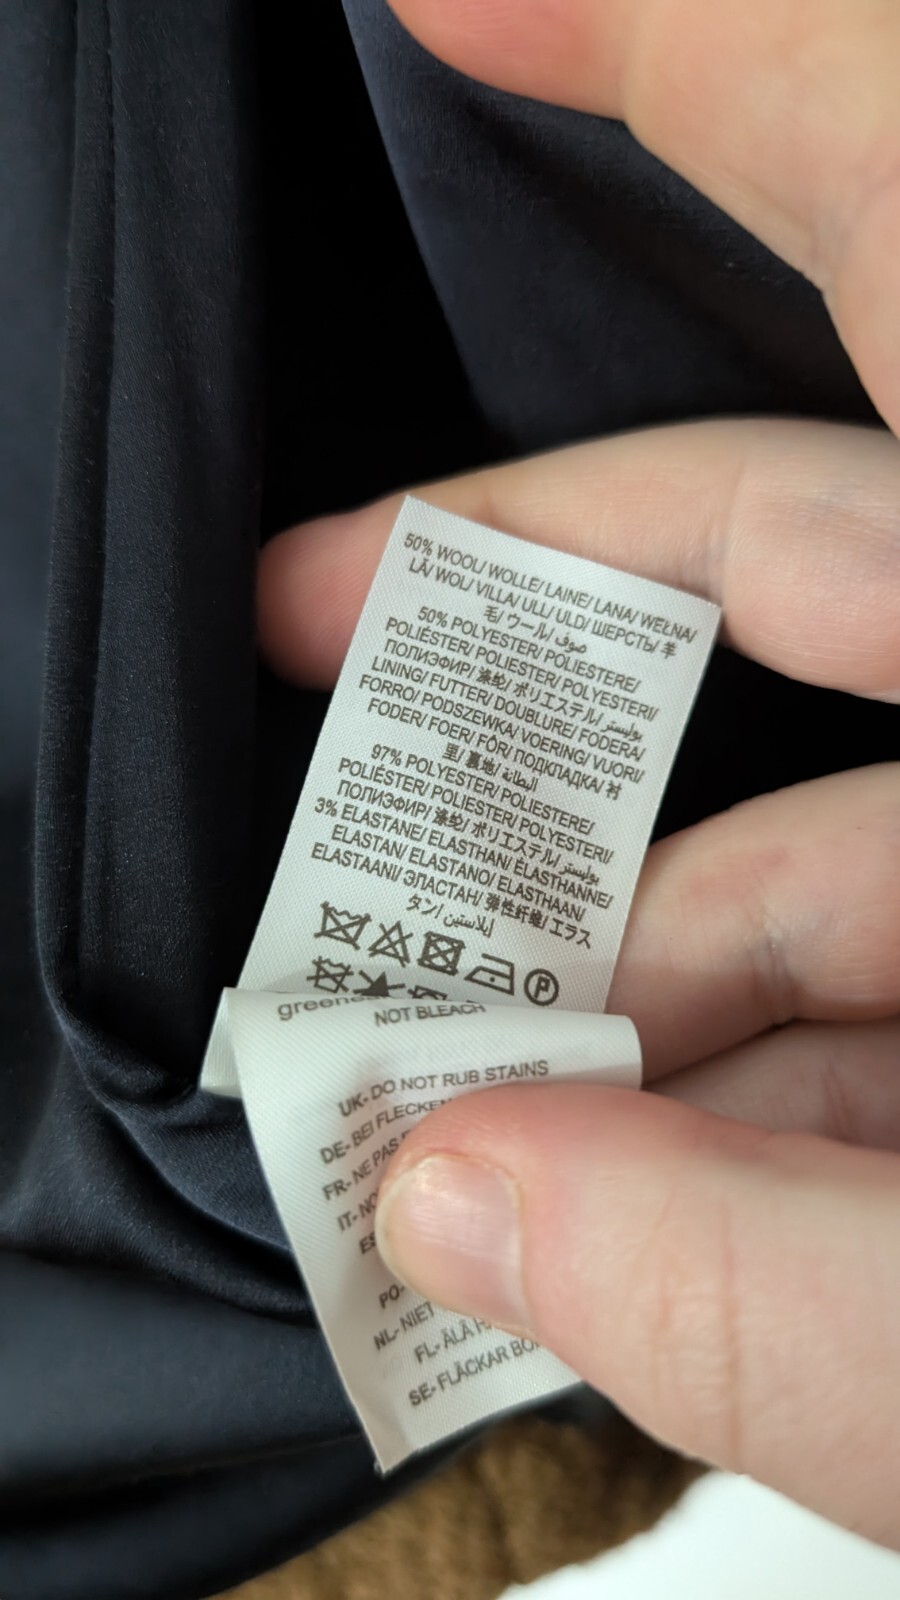 50% WOOL/ WOLLE/ LAINE/ LANA/ WEŁNA/
LÃ/ WOL/ VILLA/ ULL/ ULD/ ШЕРСТЬ/ 羊
毛/ ウール/ صوف
50% POLYESTER/ POLIESTERE/
POLIÉSTER/ POLIESTER/ POLYESTERI/
ПОЛИЭФИР/ 涤纶/ ポリエステル/ بوليستر
LINING/ FUTTER/ DOUBLURE/ FODERA/
FORRO/ PODSZEWKA/ VOERING/ VUORI/
FODER/ FOER/ FÔR/ ПОДКЛАДКА/ 衬
里/ 裏地/ البطانة
97% POLYESTER/ POLIESTERE/
POLIÉSTER/ POLIESTER/ POLYESTERI/
ПОЛИЭФИР/ 涤纶/ ポリエステル/ بوليستر
3% ELASTANE/ ELASTHAN/ ÉLASTHANNE/
ELASTAN/ ELASTANO/ ELASTHAAN/
ELASTAANI/ ЭЛАСТАН/ 弹性纤维/ エラス
タン/ إيلاستين
P
NOT BLEACH
UK- DO NOT RUB STAINS
DE- BEI FLECKEN
FR- NE PAS
IT-
PO-
NL- NIET
FL- ÄLÄ
SE- FLÄCKAR